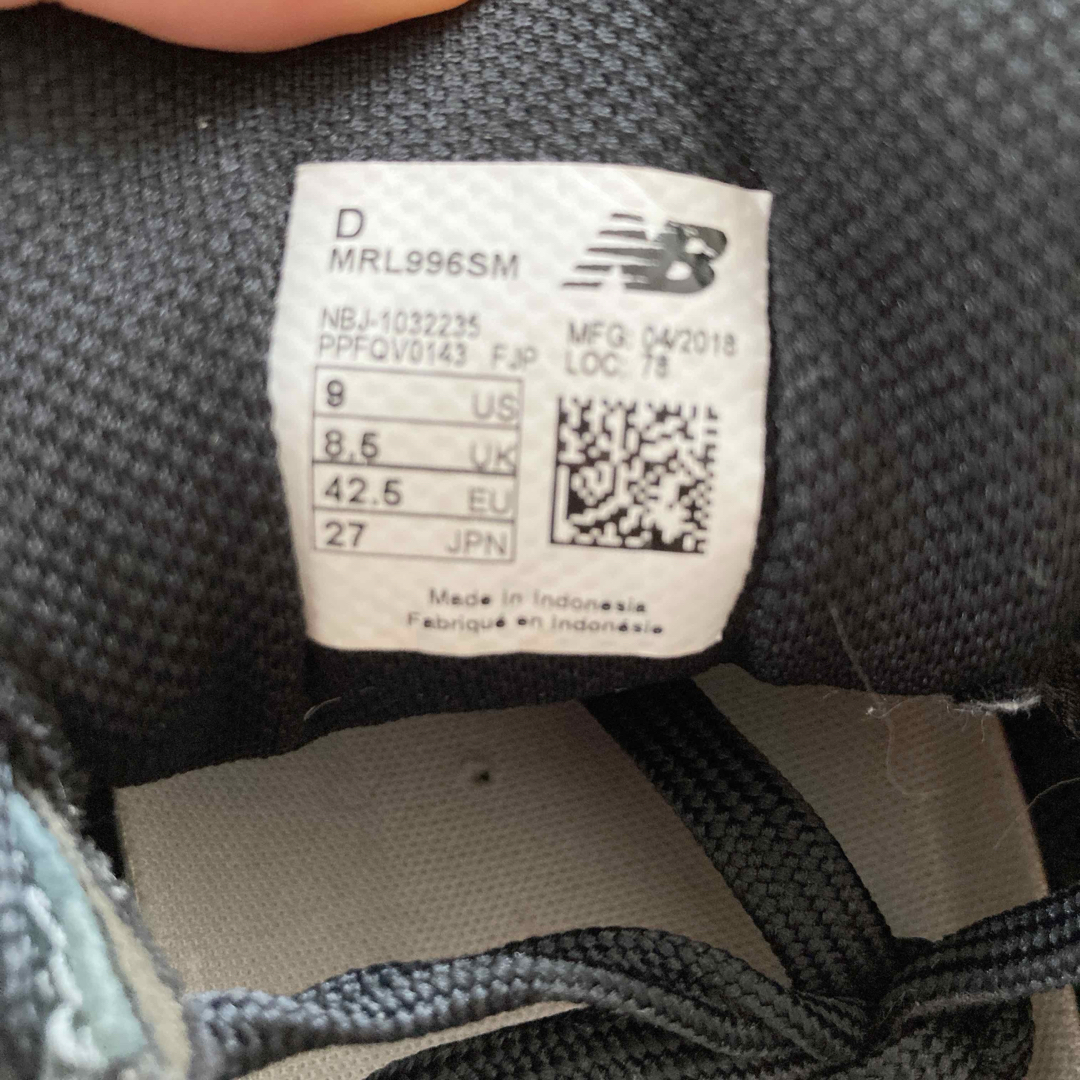 D
MRL996SM
NB
NBJ-1032235
PPFQV0143 FJP
MFG: 04/2018
LOC: 78
9 US
8,5 UK
42.5 EU
27 JPN
Made in Indonesia
Fabriqué en Indonésie